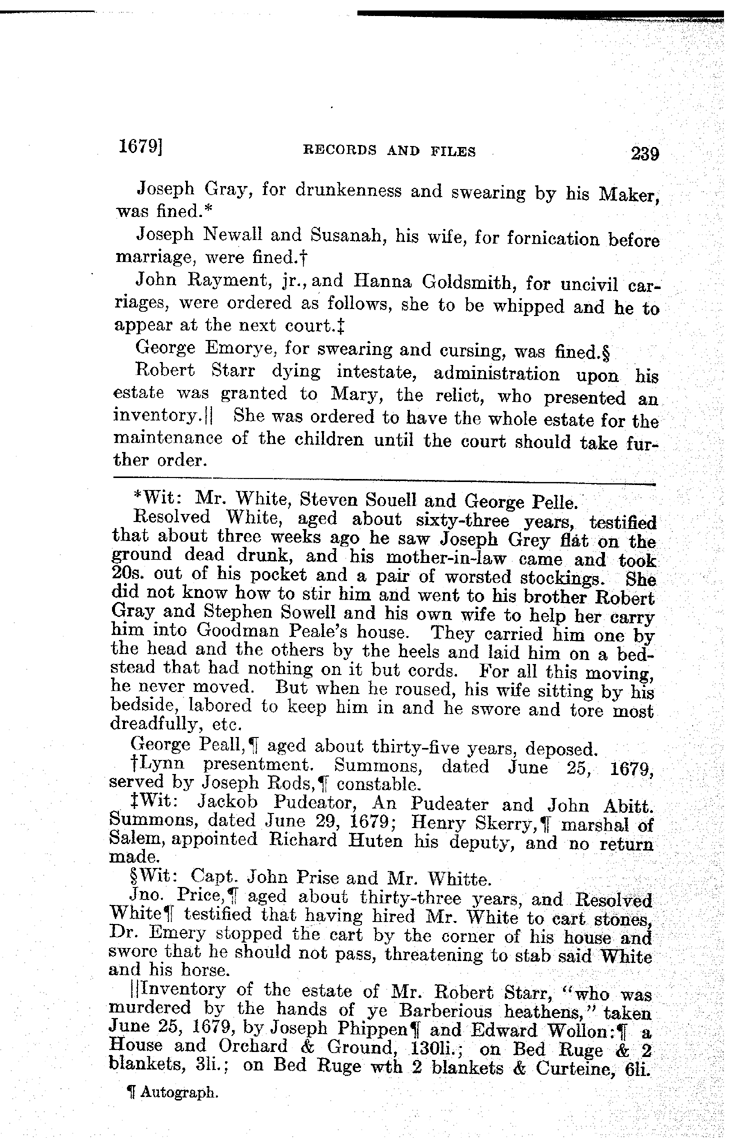 1679] RECORDS AND FILES 239
Joseph Gray, for drunkenness and swearing by his Maker,
was fined.*
Joseph Newall and Susanah, his wife, for fornication before
marriage, were fined.†
John Rayment, jr., and Hanna Goldsmith, for uncivil car-
riages, were ordered as follows, she to be whipped and he to
appear at the next court.‡
George Emorye, for swearing and cursing, was fined.§
Robert Starr dying intestate, administration upon his
estate was granted to Mary, the relict, who presented an
inventory.|| She was ordered to have the whole estate for the
maintenance of the children until the court should take fur-
ther order.
*Wit: Mr. White, Steven Souell and George Pelle.
Resolved White, aged about sixty-three years, testified
that about three weeks ago he saw Joseph Grey flat on the
ground dead drunk, and his mother-in-law came and took
20s. out of his pocket and a pair of worsted stockings. She
did not know how to stir him and went to his brother Robert
Gray and Stephen Sowell and his own wife to help her carry
him into Goodman Peale's house. They carried him one by
the head and the others by the heels and laid him on a bed-
stead that had nothing on it but cords. For all this moving,
he never moved. But when he roused, his wife sitting by his
bedside, labored to keep him in and he swore and tore most
dreadfully, etc.
George Peall,¶ aged about thirty-five years, deposed.
†Lynn presentment. Summons, dated June 25, 1679,
served by Joseph Rods,¶ constable.
‡Wit: Jackob Pudeator, An Pudeater and John Abitt.
Summons, dated June 29, 1679; Henry Skerry,¶ marshal of
Salem, appointed Richard Huten his deputy, and no return
made.
§Wit: Capt. John Prise and Mr. Whitte.
Jno. Price,¶ aged about thirty-three years, and Resolved
White¶ testified that having hired Mr. White to cart stones,
Dr. Emery stopped the cart by the corner of his house and
swore that he should not pass, threatening to stab said White
and his horse.
||Inventory of the estate of Mr. Robert Starr, "who was
murdered by the hands of ye Barberious heathens," taken
June 25, 1679, by Joseph Phippen¶ and Edward Wollon:¶ a
House and Orchard & Ground, 130li.; on Bed Ruge & 2
blankets, 3li.; on Bed Ruge wth 2 blankets & Curteine, 6li.
¶ Autograph.